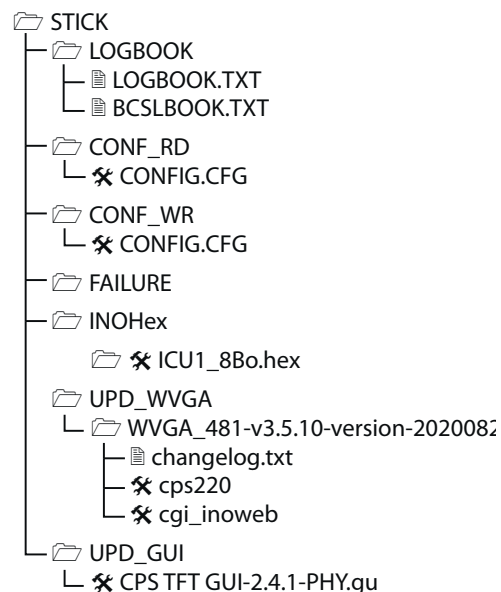 STICK
LOGBOOK
LOGBOOK.TXT
BCSLBOOK.TXT
CONF_RD
CONFIG.CFG
CONF_WR
CONFIG.CFG
FAILURE
INOHex
ICU1_8Bo.hex
UPD_WVGA
WVGA_481-v3.5.10-version-2020082
changelog.txt
cps220
cgi_inoweb
UPD_GUI
CPS TFT GUI-2.4.1-PHY.gu